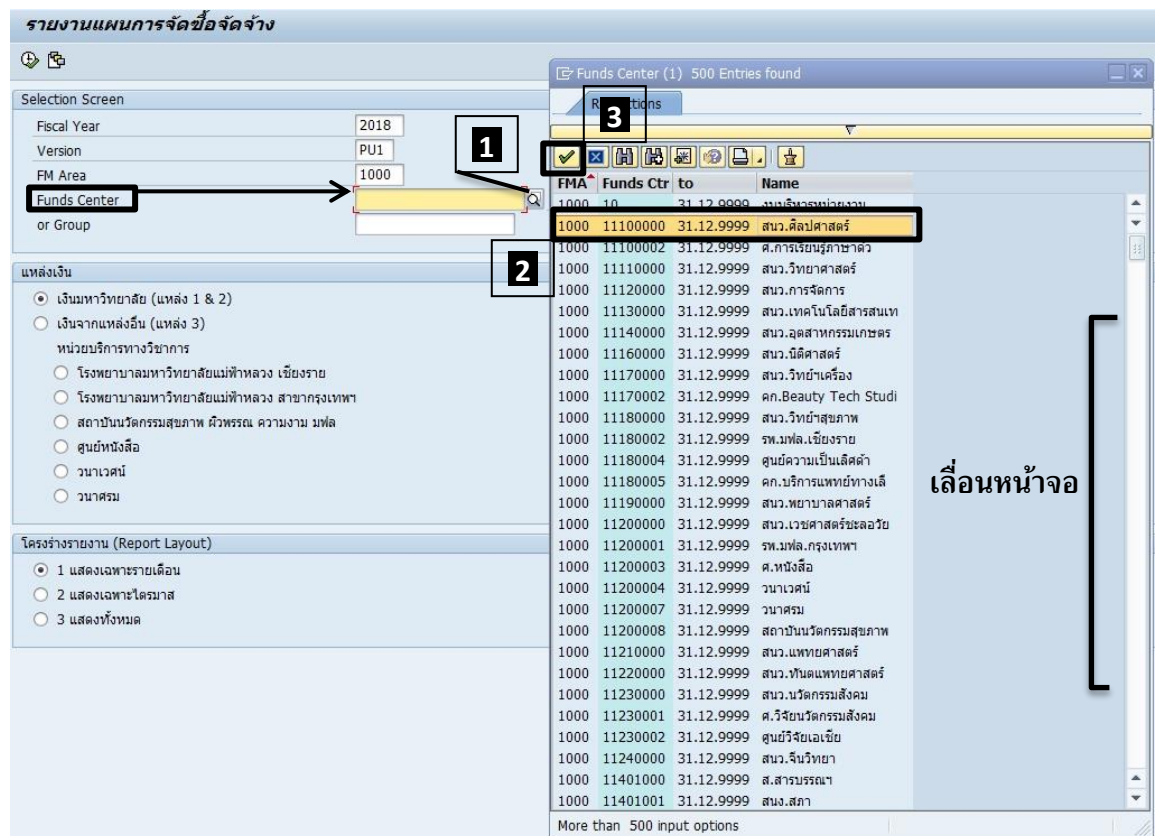 รายงานแผนการจัดซื้อจัดจ้าง
Selection Screen
Fiscal Year 2018
Version PU1
FM Area 1000
Funds Center
or Group
แหล่งเงิน
เงินมหาวิทยาลัย (แหล่ง 1 & 2)
เงินจากแหล่งอื่น (แหล่ง 3)
หน่วยบริการทางวิชาการ
โรงพยาบาลมหาวิทยาลัยแม่ฟ้าหลวง เชียงราย
โรงพยาบาลมหาวิทยาลัยแม่ฟ้าหลวง สาขากรุงเทพฯ
สถาบันนวัตกรรมสุขภาพ ผิวพรรณ ความงาม มฟล
ศูนย์หนังสือ
วนาเวศน์
วนาศรม
โครงร่างรายงาน (Report Layout)
1 แสดงเฉพาะรายเดือน
2 แสดงเฉพาะไตรมาส
3 แสดงทั้งหมด
1
2
3
Funds Center (1) 500 Entries found
FMA Funds Ctr to Name
1000 10 31.12.9999 งบบริหารหน่วยงาน
1000 11100000 31.12.9999 สนว.ศิลปศาสตร์
1000 11100002 31.12.9999 ศ.การเรียนรู้ภาษาด้ว
1000 11110000 31.12.9999 สนว.วิทยาศาสตร์
1000 11120000 31.12.9999 สนว.การจัดการ
1000 11130000 31.12.9999 สนว.เทคโนโลยีสารสนเท
1000 11140000 31.12.9999 สนว.อุตสาหกรรมเกษตร
1000 11160000 31.12.9999 สนว.นิติศาสตร์
1000 11170000 31.12.9999 สนว.วิทย์ฯเครื่อง
1000 11170002 31.12.9999 คก.Beauty Tech Studi
1000 11180000 31.12.9999 สนว.วิทย์ฯสุขภาพ
1000 11180002 31.12.9999 รพ.มฟล.เชียงราย
1000 11180004 31.12.9999 ศูนย์ความเป็นเลิศด้า
1000 11180005 31.12.9999 คก.บริการแพทย์ทางเลื
1000 11190000 31.12.9999 สนว.พยาบาลศาสตร์
1000 11200000 31.12.9999 สนว.เวชศาสตร์ชะลอวัย
1000 11200001 31.12.9999 รพ.มฟล.กรุงเทพฯ
1000 11200003 31.12.9999 ศ.หนังสือ
1000 11200004 31.12.9999 วนาเวศน์
1000 11200007 31.12.9999 วนาศรม
1000 11200008 31.12.9999 สถาบันนวัตกรรมสุขภาพ
1000 11210000 31.12.9999 สนว.แพทยศาสตร์
1000 11220000 31.12.9999 สนว.ทันตแพทยศาสตร์
1000 11230000 31.12.9999 สนว.นวัตกรรมสังคม
1000 11230001 31.12.9999 ศ.วิจัยนวัตกรรมสังคม
1000 11230002 31.12.9999 ศูนย์วิจัยเอเชีย
1000 11240000 31.12.9999 สนว.จีนวิทยา
1000 11401000 31.12.9999 ส.สารบรรณฯ
1000 11401001 31.12.9999 สนง.สภา
More than 500 input options
เลื่อนหน้าจอ